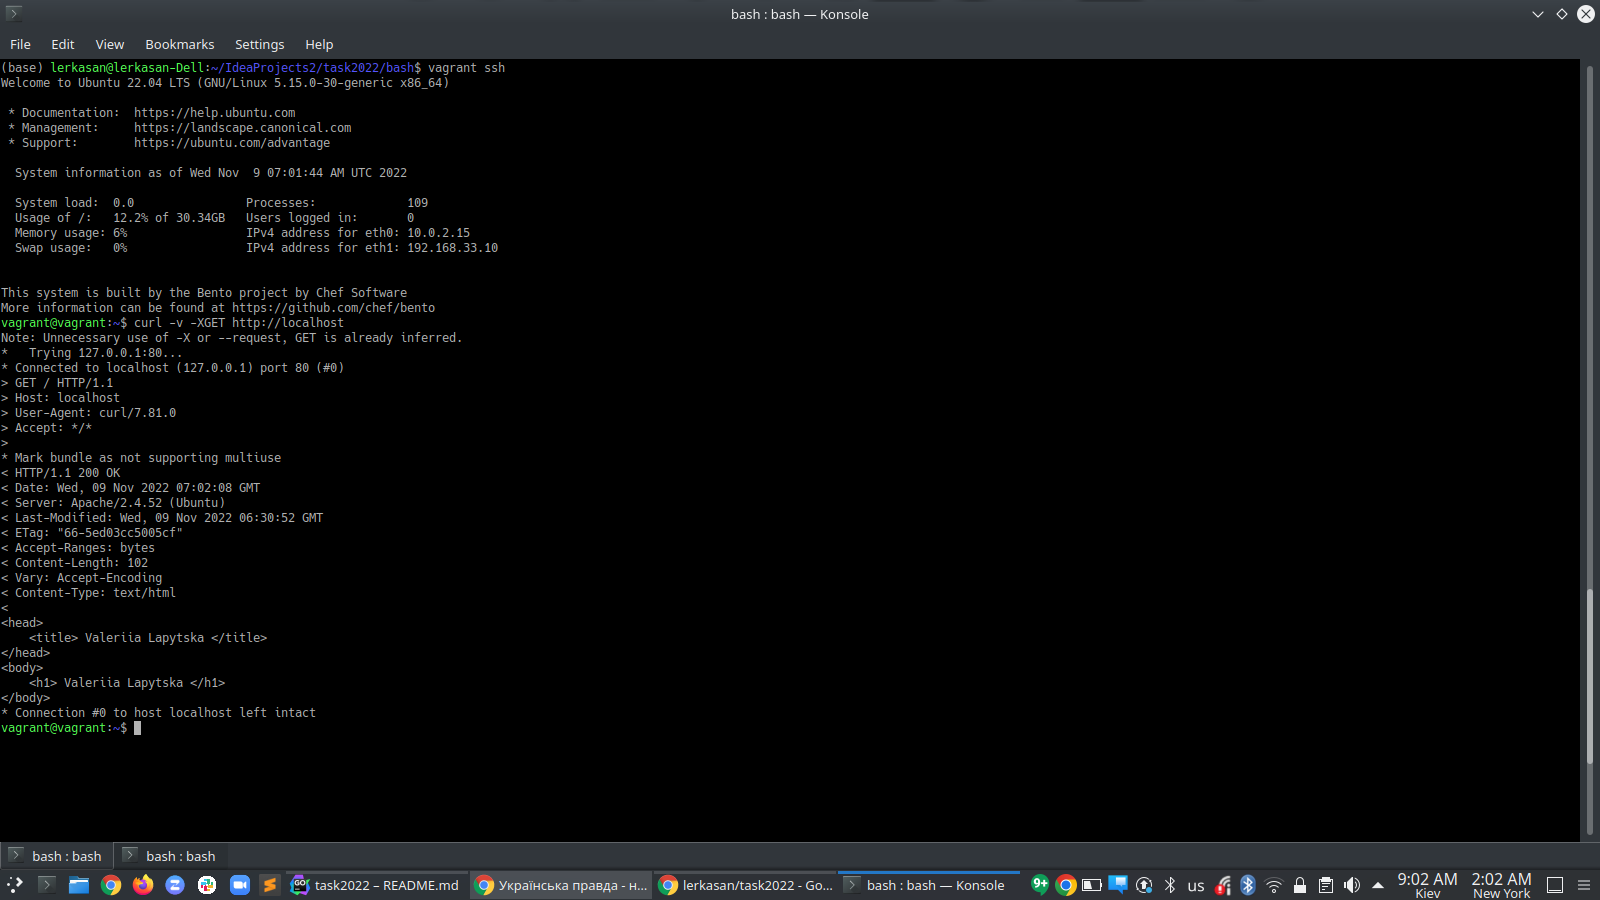 bash : bash — Konsole
File Edit View Bookmarks Settings Help
(base) lerkasan@lerkasan-Dell:~/IdeaProjects2/task2022/bash$ vagrant ssh
Welcome to Ubuntu 22.04 LTS (GNU/Linux 5.15.0-30-generic x86_64)
* Documentation:  https://help.ubuntu.com
* Management:     https://landscape.canonical.com
* Support:        https://ubuntu.com/advantage
System information as of Wed Nov  9 07:01:44 AM UTC 2022
System load:  0.0                Processes:             109
Usage of /:   12.2% of 30.34GB   Users logged in:       0
Memory usage: 6%                 IPv4 address for eth0: 10.0.2.15
Swap usage:   0%                 IPv4 address for eth1: 192.168.33.10
This system is built by the Bento project by Chef Software
More information can be found at https://github.com/chef/bento
vagrant@vagrant:~$ curl -v -XGET http://localhost
Note: Unnecessary use of -X or --request, GET is already inferred.
*   Trying 127.0.0.1:80...
* Connected to localhost (127.0.0.1) port 80 (#0)
> GET / HTTP/1.1
> Host: localhost
> User-Agent: curl/7.81.0
> Accept: */*
>
* Mark bundle as not supporting multiuse
< HTTP/1.1 200 OK
< Date: Wed, 09 Nov 2022 07:02:08 GMT
< Server: Apache/2.4.52 (Ubuntu)
< Last-Modified: Wed, 09 Nov 2022 06:30:52 GMT
< ETag: "66-5ed03cc5005cf"
< Accept-Ranges: bytes
< Content-Length: 102
< Vary: Accept-Encoding
< Content-Type: text/html
<
<head>
    <title> Valeriia Lapytska </title>
</head>
<body>
    <h1> Valeriia Lapytska </h1>
</body>
* Connection #0 to host localhost left intact
vagrant@vagrant:~$
bash : bash bash : bash
task2022 – README.md Українська правда - н... lerkasan/task2022 - Go... bash : bash — Konsole 9+ us 9:02 AM 2:02 AM
Kiev New York